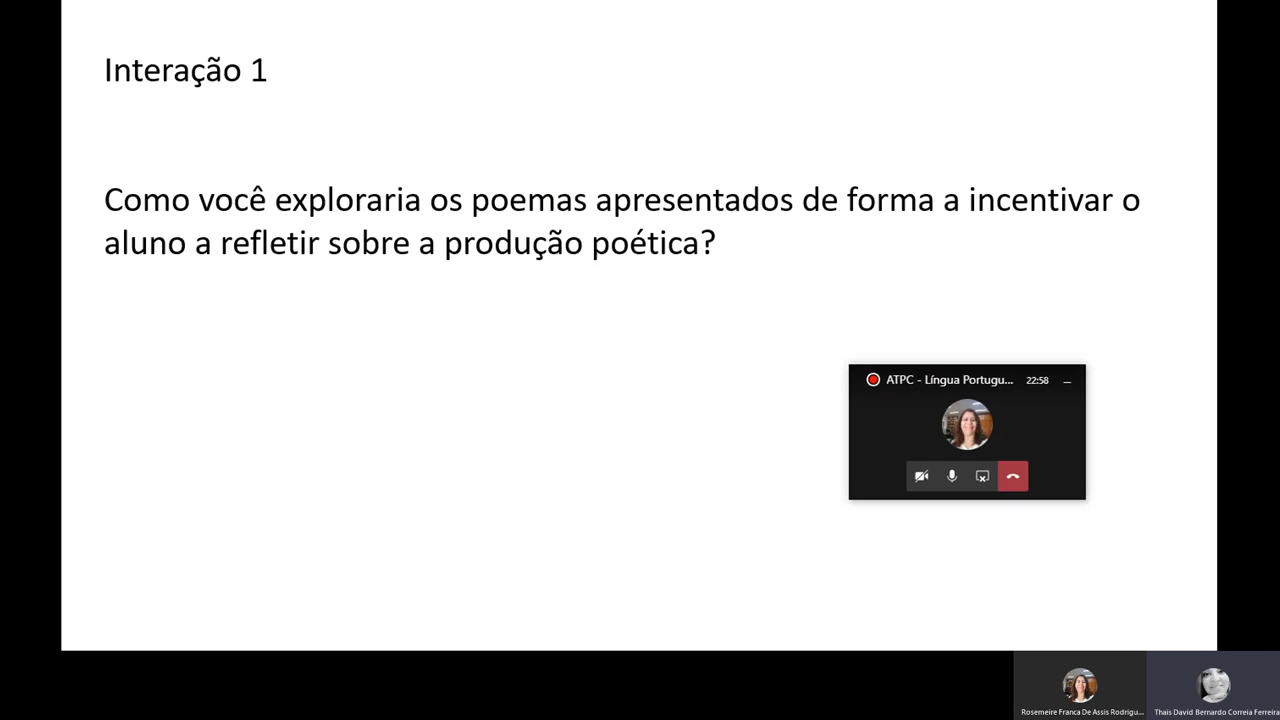 Interação 1
Como você exploraria os poemas apresentados de forma a incentivar o
aluno a refletir sobre a produção poética?
ATPC - Língua Portugu... 22:58
Rosemeire Franca De Assis Rodrigu...
Thais David Bernardo Correia Ferreira